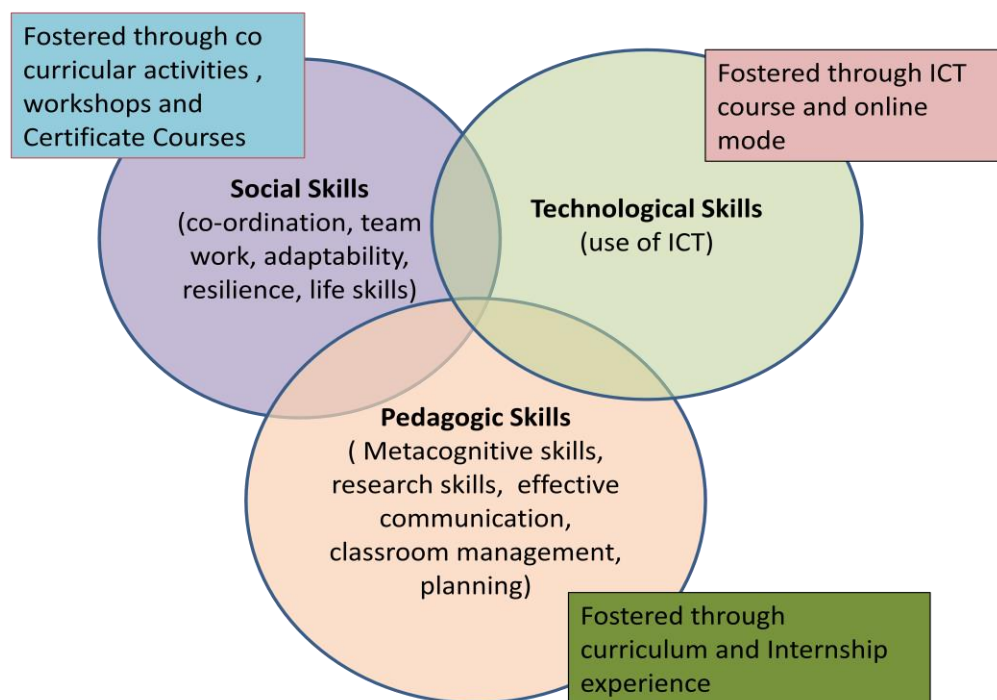 Fostered through co
curricular activities ,
workshops and
Certificate Courses
Fostered through ICT
course and online
mode
Social Skills
(co-ordination, team
work, adaptability,
resilience, life skills)
Technological Skills
(use of ICT)
Pedagogic Skills
( Metacognitive skills,
research skills, effective
communication,
classroom management,
planning)
Fostered through
curriculum and Internship
experience